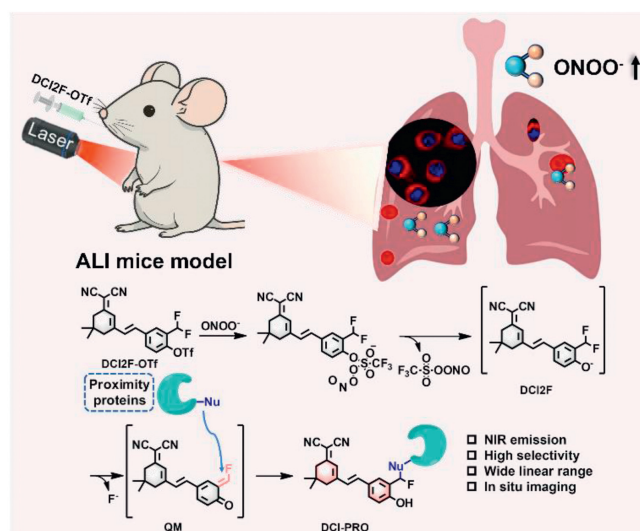 DCI2F-OTf
Laser
ONOO⁻
ALI mice model
NC CN
F
F
OTf
DCI2F-OTf
ONOO⁻
NC CN
F
F
O O⁻
S CF₃
O O
ONO
O
F₃C-S-OONO
O
NC CN
F
F
O⁻
DCI2F
Proximity
proteins
Nu
F⁻
NC CN
F
O
QM
NC CN
Nu
F
OH
DCI-PRO
NIR emission
High selectivity
Wide linear range
In situ imaging